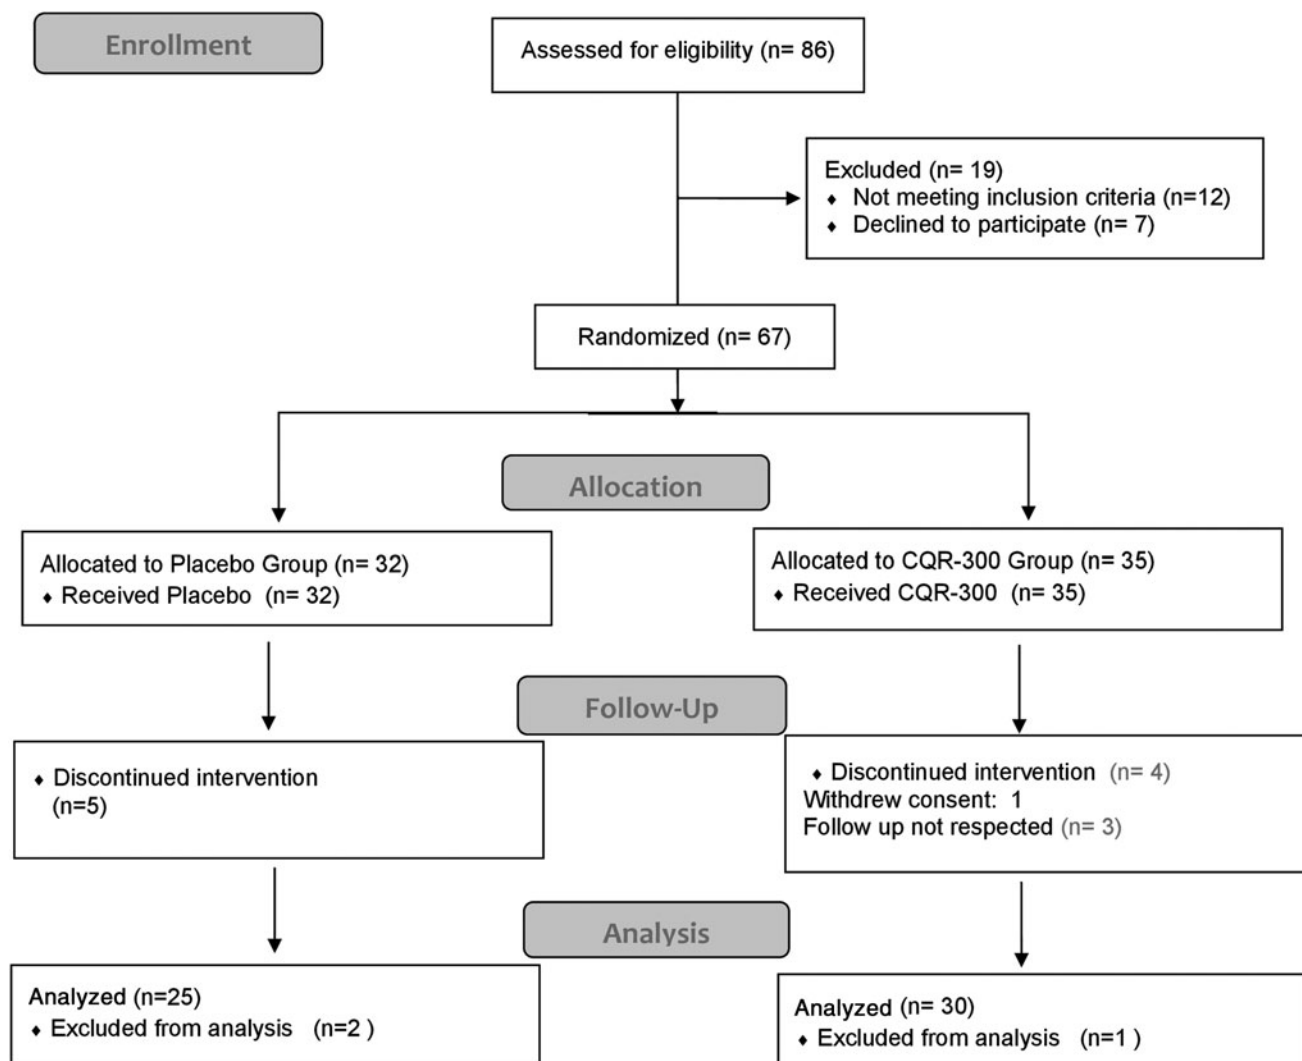 Enrollment
Assessed for eligibility (n= 86)
Excluded (n= 19)
♦ Not meeting inclusion criteria (n=12)
♦ Declined to participate (n= 7)
Randomized (n= 67)
Allocation
Allocated to Placebo Group (n= 32)
♦ Received Placebo (n= 32)
Allocated to CQR-300 Group (n= 35)
♦ Received CQR-300 (n= 35)
Follow-Up
♦ Discontinued intervention
(n=5)
♦ Discontinued intervention (n= 4)
Withdrew consent: 1
Follow up not respected (n= 3)
Analysis
Analyzed (n=25)
♦ Excluded from analysis (n=2 )
Analyzed (n= 30)
♦ Excluded from analysis (n=1 )